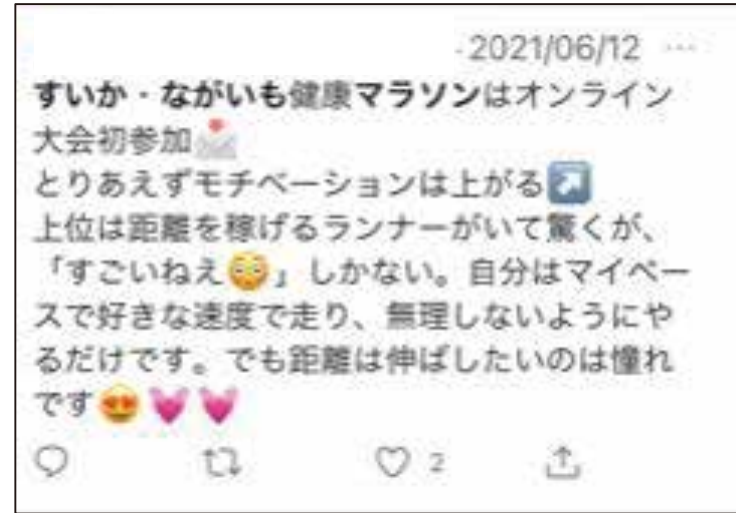 2021/06/12 …
すいか・ながいも健康マラソンはオンライン
大会初参加📩
とりあえずモチベーションは上がる↗️
上位は距離を稼げるランナーがいて驚くが、
「すごいねえ😳」しかない。自分はマイペー
スで好きな速度で走り、無理しないようにや
るだけです。でも距離は伸ばしたいのは憧れ
です😍💓💓
2